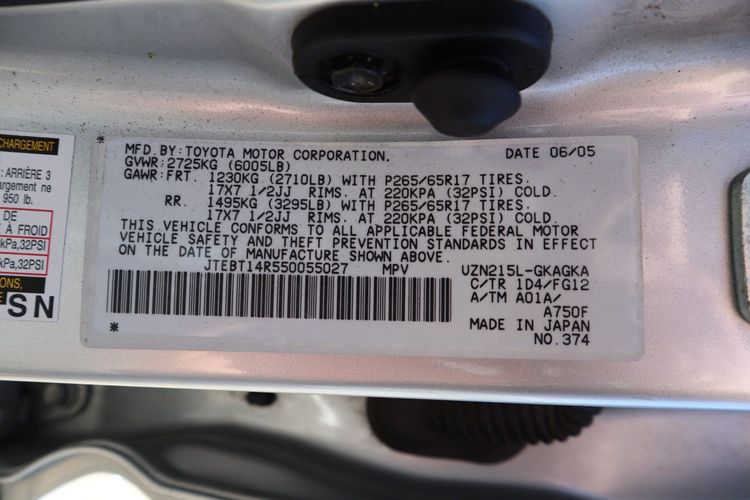 CHARGEMENT
: ARRIÈRE 3
argement ne
950 lb.
DE
À FROID
kPa,32PSI
kPa,32PSI
ONS,
PSN
MFD.BY:TOYOTA MOTOR CORPORATION. DATE 06/05
GVWR:2725KG (6005LB)
GAWR:FRT. 1230KG (2710LB) WITH P265/65R17 TIRES.
17X7 1/2JJ RIMS. AT 220KPA (32PSI) COLD.
RR. 1495KG (3295LB) WITH P265/65R17 TIRES.
17X7 1/2JJ RIMS. AT 220KPA (32PSI) COLD.
THIS VEHICLE CONFORMS TO ALL APPLICABLE FEDERAL MOTOR
VEHICLE SAFETY AND THEFT PREVENTION STANDARDS IN EFFECT
ON THE DATE OF MANUFACTURE SHOWN ABOVE.
JTEBT14R550055027 MPV UZN215L-GKAGKA
C/TR 1D4/FG12
A/TM A01A/
A750F
* MADE IN JAPAN
NO.374